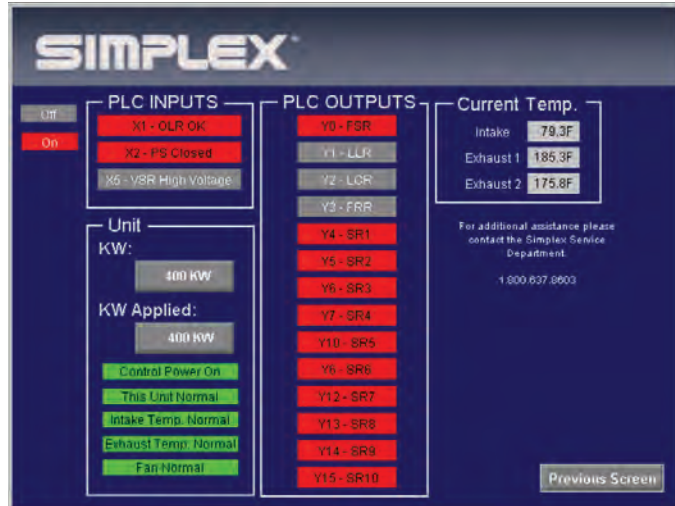 SIMPLEX
Off
On
PLC INPUTS
X1 - OLR OK
X2 - PS Closed
X5 - VSR High Voltage
Unit
KW:
400 KW
KW Applied:
400 KW
Control Power On
This Unit Normal
Intake Temp. Normal
Exhaust Temp. Normal
Fan Normal
PLC OUTPUTS
Y0 - FSR
Y1 - LLR
Y2 - LCR
Y3 - FRR
Y4 - SR1
Y5 - SR2
Y6 - SR3
Y7 - SR4
Y10 - SR5
Y6 - SR6
Y12 - SR7
Y13 - SR8
Y14 - SR9
Y15 - SR10
Current Temp.
Intake 79.3F
Exhaust 1 185.3F
Exhaust 2 175.8F
For additional assistance please
contact the Simplex Service
Department.
1.800.637.8603
Previous Screen